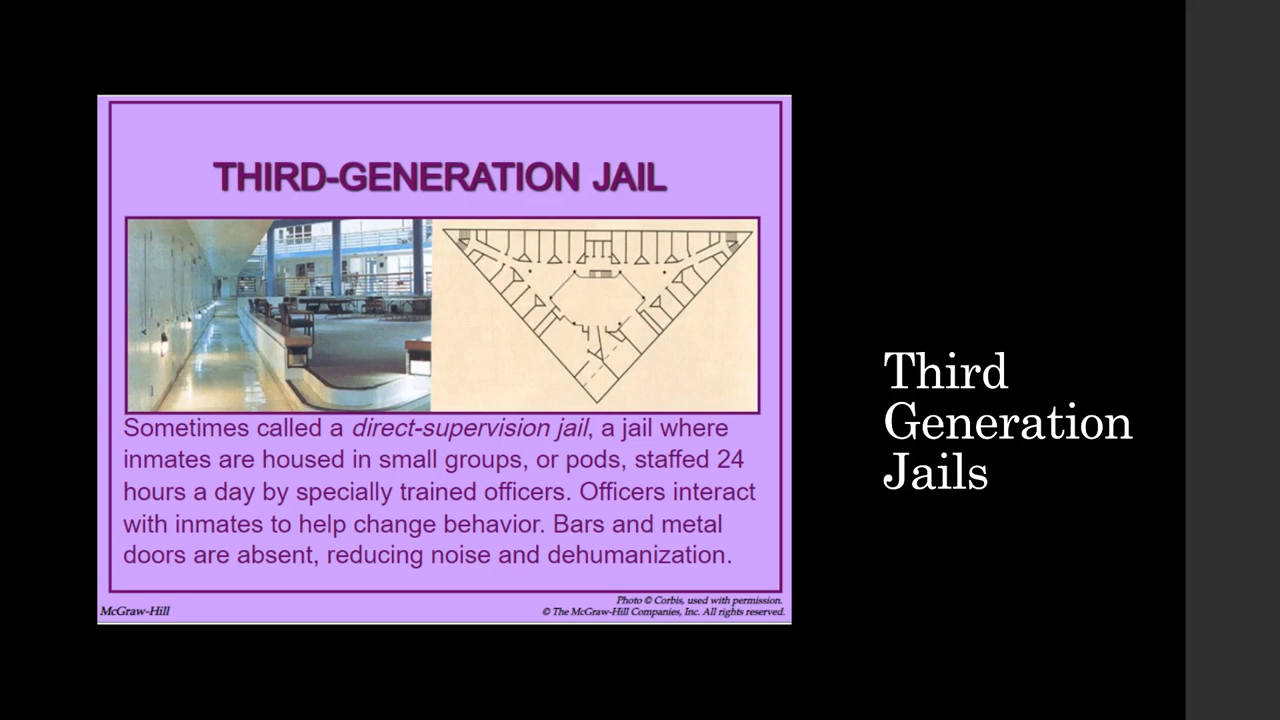 THIRD-GENERATION JAIL
Sometimes called a direct-supervision jail, a jail where
inmates are housed in small groups, or pods, staffed 24
hours a day by specially trained officers. Officers interact
with inmates to help change behavior. Bars and metal
doors are absent, reducing noise and dehumanization.
McGraw-Hill
Photo © Corbis, used with permission.
© The McGraw-Hill Companies, Inc. All rights reserved.
Third
Generation
Jails